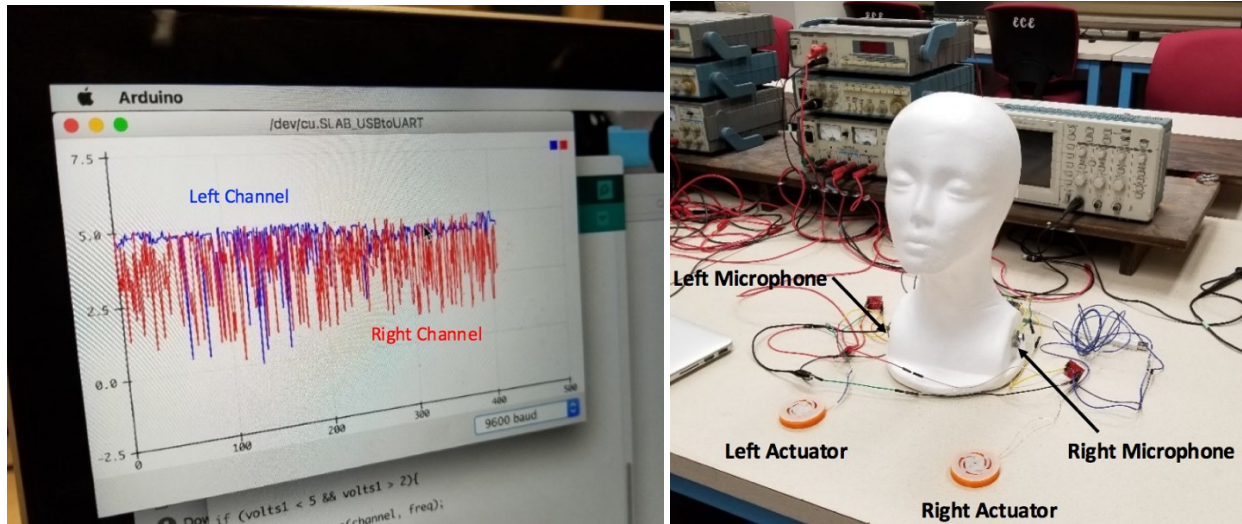 Arduino
/dev/cu.SLAB_USBtoUART
7.5
Left Channel
5.0
2.5
Right Channel
0.0
-2.5
0
100
200
300
400
500
9600 baud
if (volts1 < 5 && volts1 > 2){
(channel, freq);
ECE
ECE
Left Microphone
Left Actuator
Right Microphone
Right Actuator